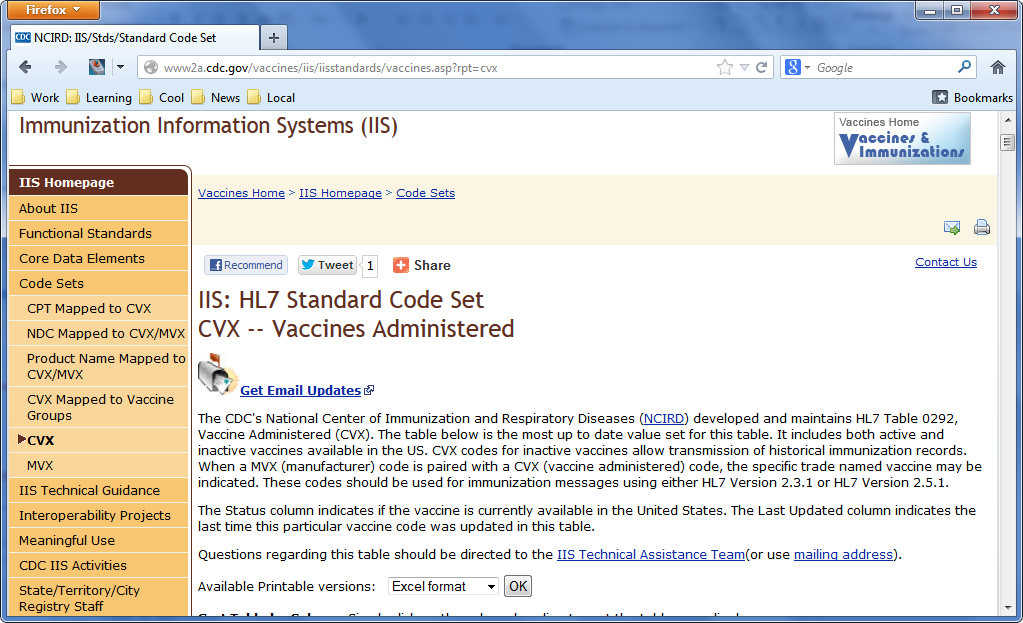 Firefox
CDC NCIRD: IIS/Stds/Standard Code Set
www2a.cdc.gov/vaccines/iis/iisstandards/vaccines.asp?rpt=cvx
Google
Work Learning Cool News Local Bookmarks
Immunization Information Systems (IIS)
Vaccines Home
Vaccines &
Immunizations
IIS Homepage
About IIS
Functional Standards
Core Data Elements
Code Sets
CPT Mapped to CVX
NDC Mapped to CVX/MVX
Product Name Mapped to
CVX/MVX
CVX Mapped to Vaccine
Groups
CVX
MVX
IIS Technical Guidance
Interoperability Projects
Meaningful Use
CDC IIS Activities
State/Territory/City
Registry Staff
Vaccines Home > IIS Homepage > Code Sets
Recommend Tweet 1 Share
Contact Us
IIS: HL7 Standard Code Set
CVX -- Vaccines Administered
Get Email Updates
The CDC's National Center of Immunization and Respiratory Diseases (NCIRD) developed and maintains HL7 Table 0292,
Vaccine Administered (CVX). The table below is the most up to date value set for this table. It includes both active and
inactive vaccines available in the US. CVX codes for inactive vaccines allow transmission of historical immunization records.
When a MVX (manufacturer) code is paired with a CVX (vaccine administered) code, the specific trade named vaccine may be
indicated. These codes should be used for immunization messages using either HL7 Version 2.3.1 or HL7 Version 2.5.1.
The Status column indicates if the vaccine is currently available in the United States. The Last Updated column indicates the
last time this particular vaccine code was updated in this table.
Questions regarding this table should be directed to the IIS Technical Assistance Team(or use mailing address).
Available Printable versions: Excel format OK